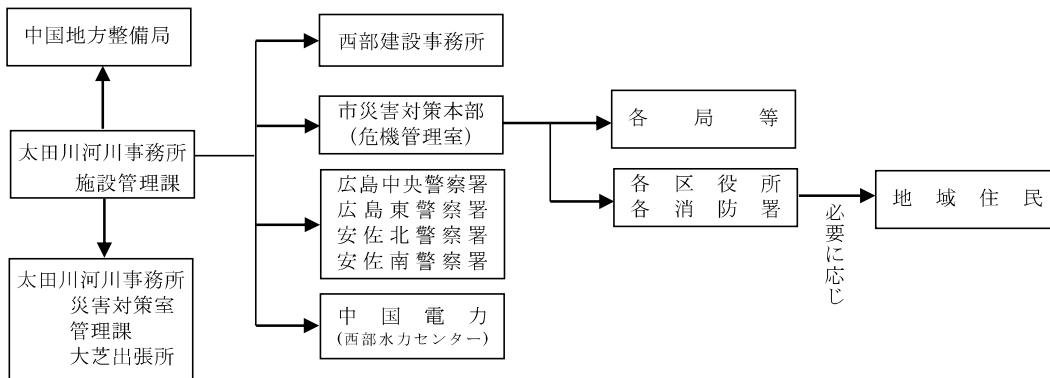 中国地方整備局
太田川河川事務所
施設管理課
太田川河川事務所
災害対策室
管理課
大芝出張所
西部建設事務所
市災害対策本部
(危機管理室)
広島中央警察署
広島東警察署
安佐北警察署
安佐南警察署
中国電力
(西部水力センター)
各局等
各区役所
各消防署
必要に応じ
地域住民